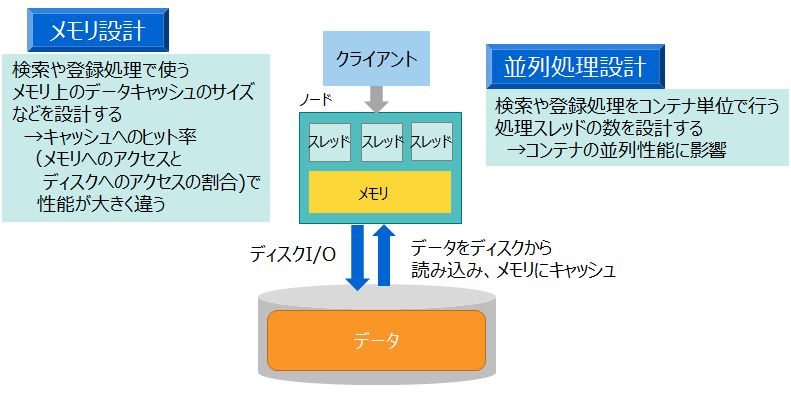 メモリ設計
検索や登録処理で使う
メモリ上のデータキャッシュのサイズ
などを設計する
→キャッシュへのヒット率
（メモリへのアクセスと
ディスクへのアクセスの割合）で
性能が大きく違う
クライアント
ノード
スレッド
スレッド
スレッド
メモリ
並列処理設計
検索や登録処理をコンテナ単位で行う
処理スレッドの数を設計する
→コンテナの並列性能に影響
ディスクI/O
データをディスクから
読み込み、メモリにキャッシュ
データ